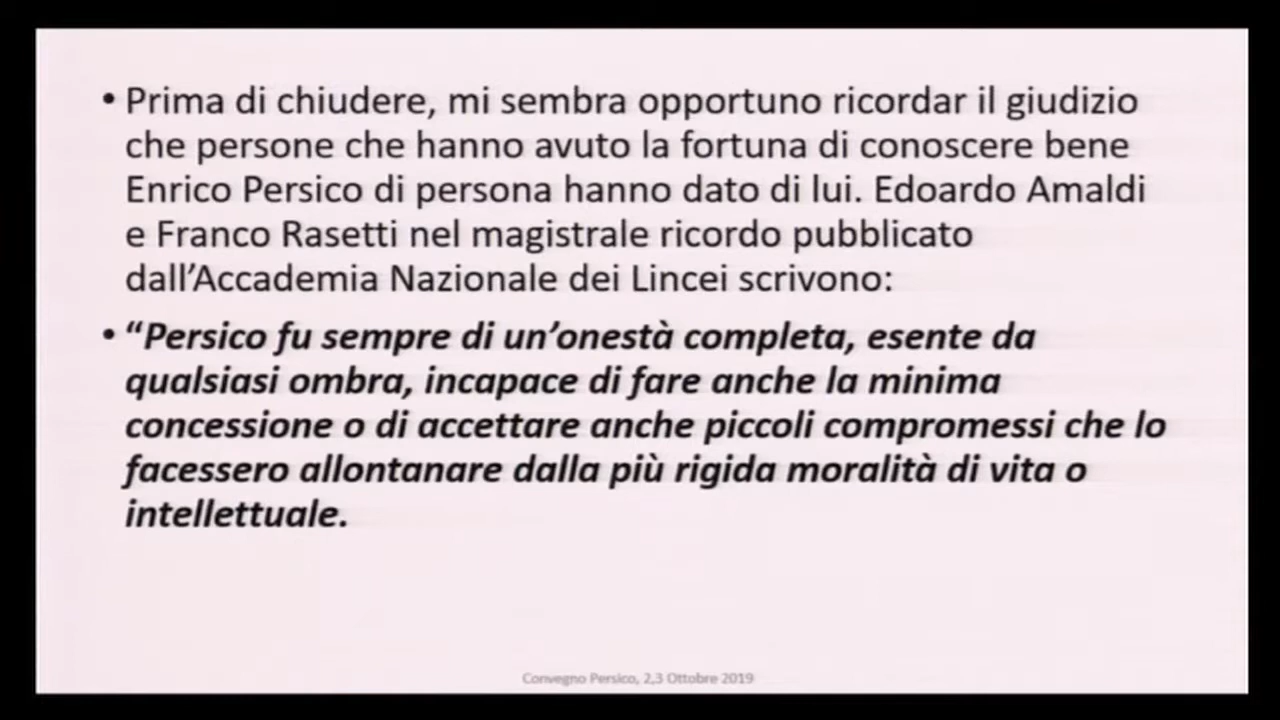 • Prima di chiudere, mi sembra opportuno ricordar il giudizio
che persone che hanno avuto la fortuna di conoscere bene
Enrico Persico di persona hanno dato di lui. Edoardo Amaldi
e Franco Rasetti nel magistrale ricordo pubblicato
dall’Accademia Nazionale dei Lincei scrivono:
• “Persico fu sempre di un’onestà completa, esente da
qualsiasi ombra, incapace di fare anche la minima
concessione o di accettare anche piccoli compromessi che lo
facessero allontanare dalla più rigida moralità di vita o
intellettuale.
Convegno Persico, 2,3 Ottobre 2019